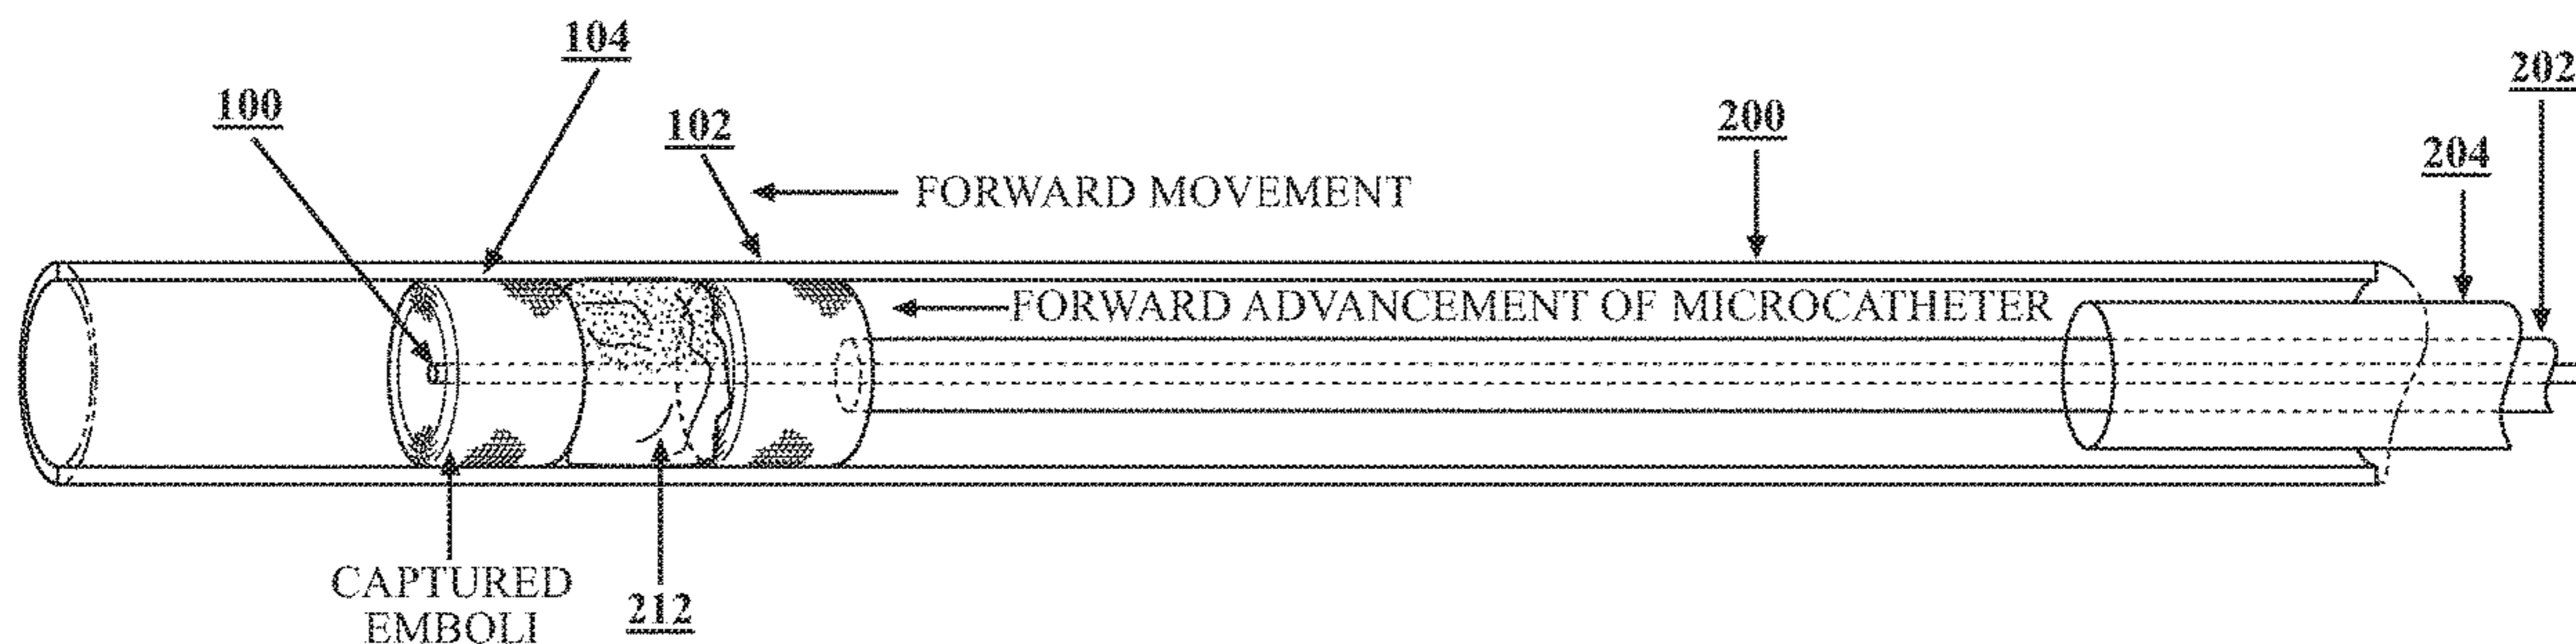 104
202
100
102
200
204
FORWARD MOVEMENT
FORWARD ADVANCEMENT OF MICROCATHETER
CAPTURED
EMBOLI
212